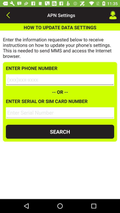 11:15
APN Settings
HOW TO UPDATE DATA SETTINGS
Enter the information requested below to receive
instructions on how to update your phone's settings.
This is needed to send MMS and access the internet
browser.
ENTER PHONE NUMBER
-- OR --
ENTER SERIAL OR SIM CARD NUMBER
SEARCH